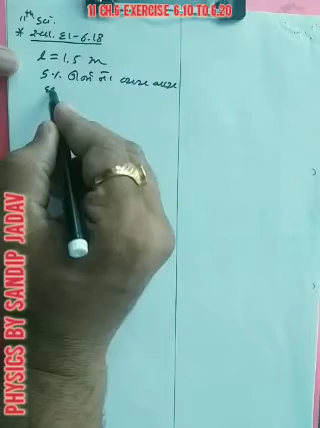 11 CH.6-EXERCISE-6.10 TO 6.20
11th Sci.
* સ્વા. દા-6.18
l = 1.5 m
5%
PHYSICS BY SANDIP JADAV